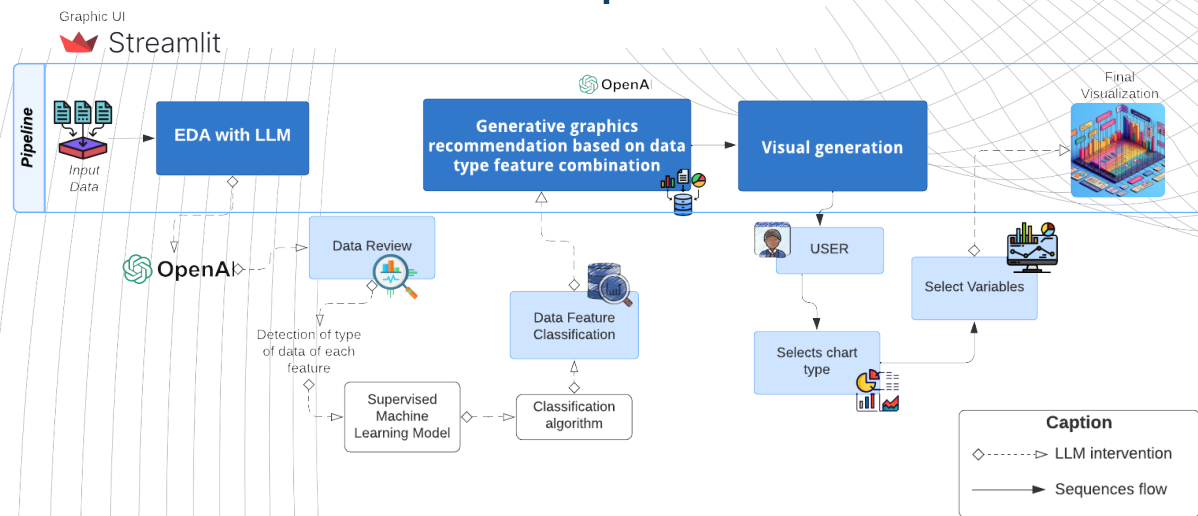 Graphic UI
Streamlit
Pipeline
Input
Data
EDA with LLM
OpenAI
Generative graphics
recommendation based on data
type feature combination
Visual generation
Final
Visualization
OpenAI
Data Review
Detection of type
of data of each
feature
Supervised
Machine
Learning Model
Classification
algorithm
Data Feature
Classification
USER
Selects chart
type
Select Variables
Caption
LLM intervention
Sequences flow